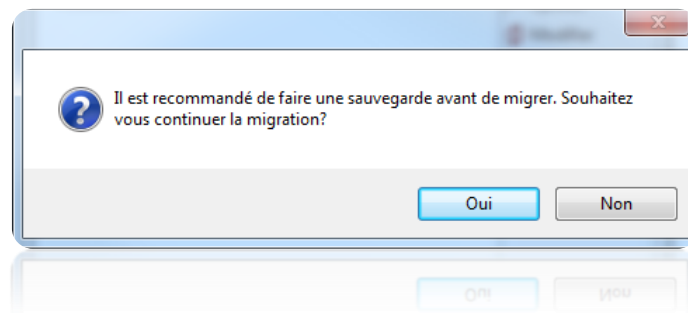 Il est recommandé de faire une sauvegarde avant de migrer. Souhaitez
vous continuer la migration?
Oui
Non